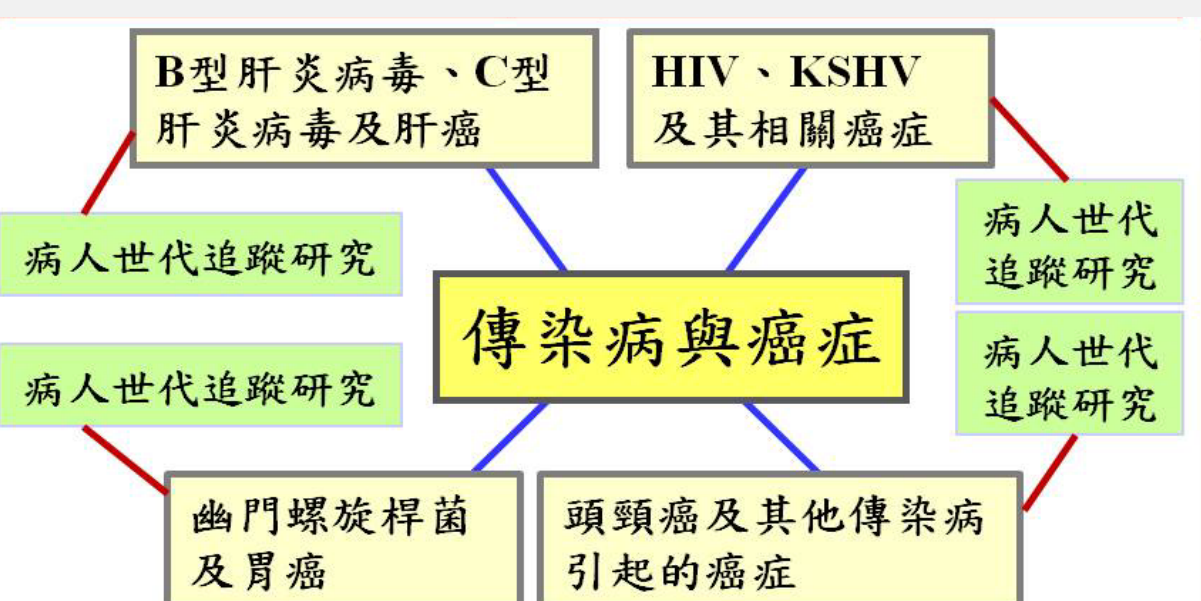 B型肝炎病毒、C型
肝炎病毒及肝癌
HIV、KSHV
及其相關癌症
病人世代追蹤研究
病人世代
追蹤研究
傳染病與癌症
病人世代追蹤研究
病人世代
追蹤研究
幽門螺旋桿菌
及胃癌
頭頸癌及其他傳染病
引起的癌症